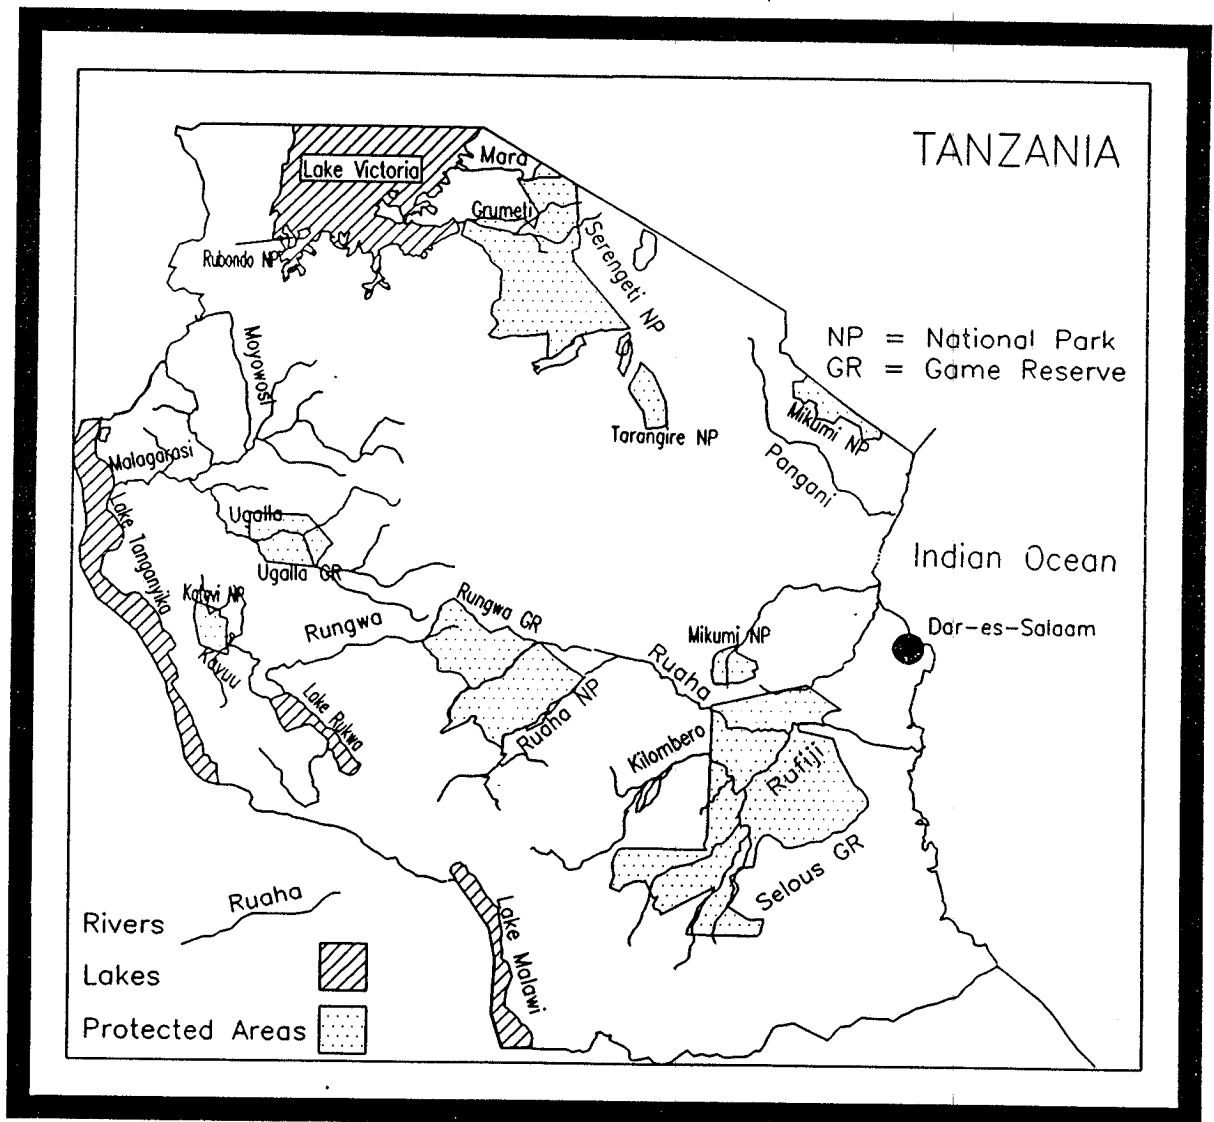 TANZANIA
Lake Victoria
Mara
Grumeti
Rubondo NP
Serengeti NP
NP = National Park
GR = Game Reserve
Moyowosi
Mikumi NP
Tarangire NP
Pangani
Malagarasi
Lake Tanganyika
Ugalla
Ugalla GR
Indian Ocean
Katavi NP
Rungwa GR
Rungwa
Dar-es-Salaam
Mikumi NP
Ruaha
Kavuu
Lake Rukwa
Ruaha NP
Kilombero
Rufiji
Selous GR
Ruaha
Rivers
Lake Malawi
Lakes
Protected Areas